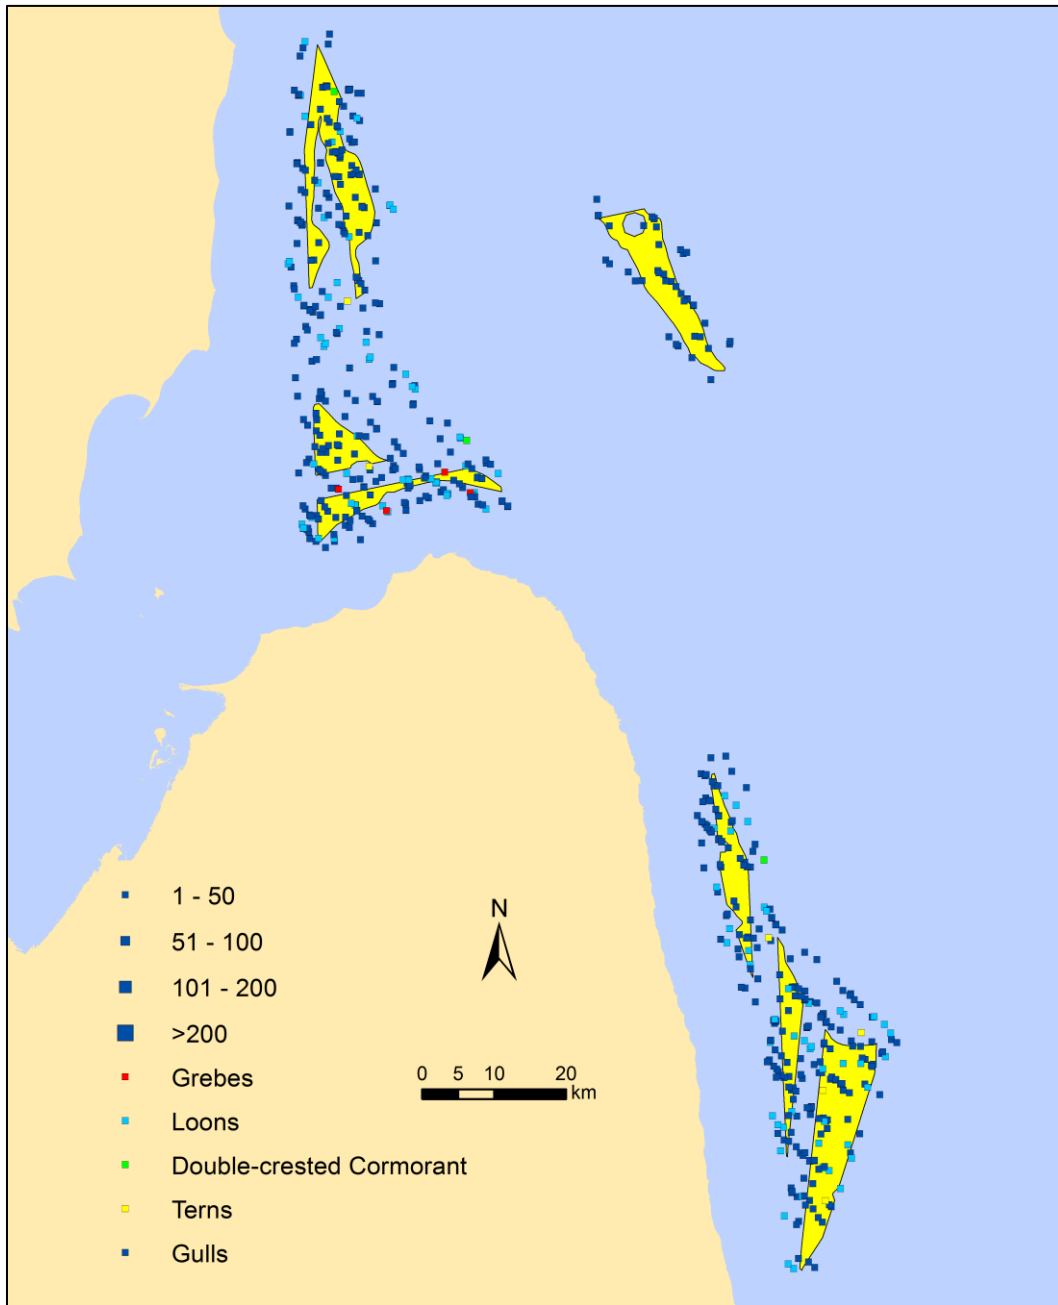 1 - 50
51 - 100
101 - 200
>200
Grebes
Loons
Double-crested Cormorant
Terns
Gulls
N
0 5 10 20
km